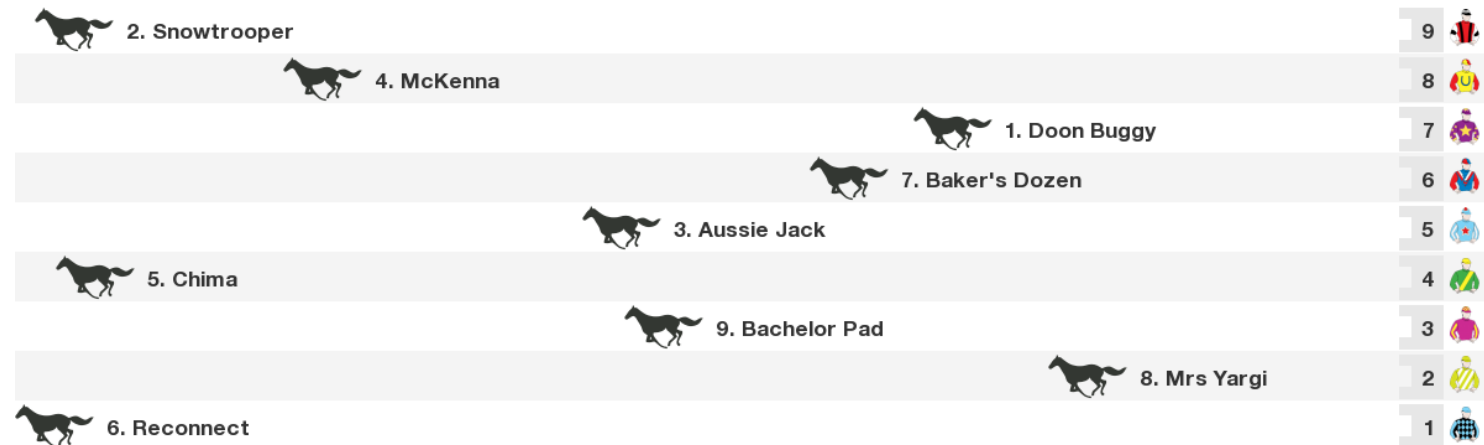 2. Snowtrooper 9
4. McKenna 8
1. Doon Buggy 7
7. Baker's Dozen 6
3. Aussie Jack 5
5. Chima 4
9. Bachelor Pad 3
8. Mrs Yargi 2
6. Reconnect 1